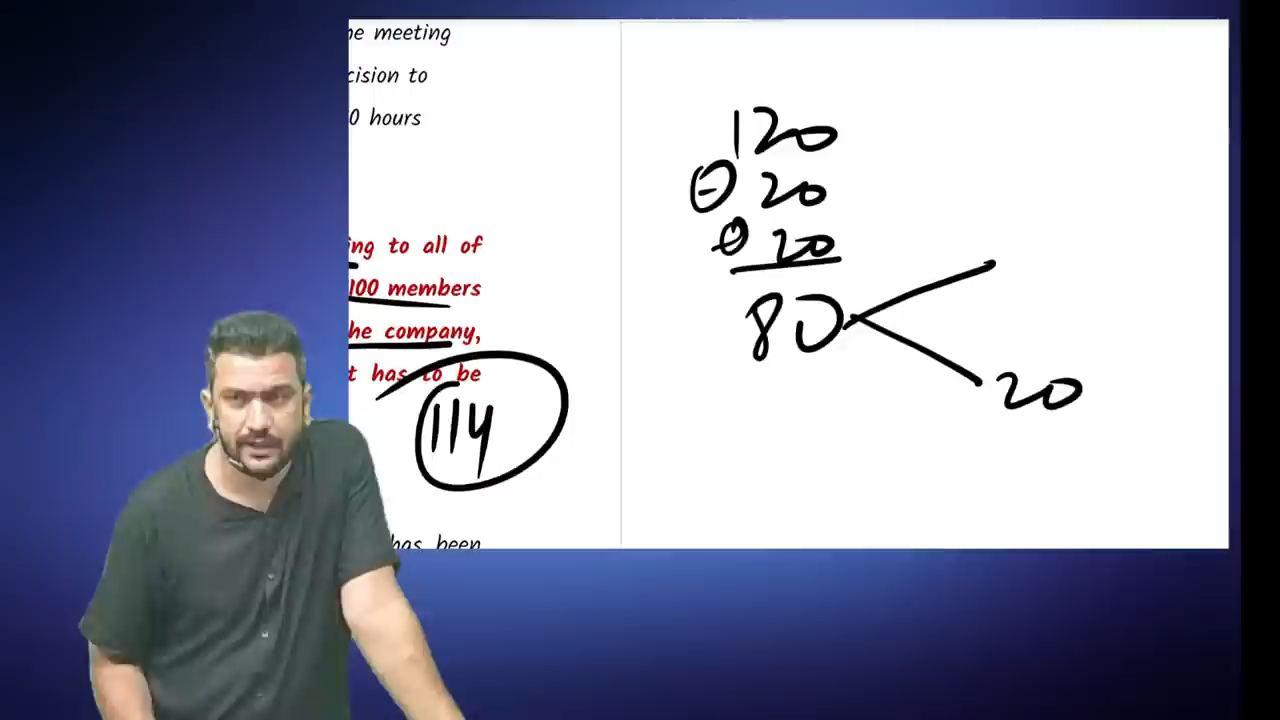 he meeting
cision to
0 hours
ing to all of
100 members
he company,
t has to be
114
has been
120
⊖ 20
⊖ 20
80
20